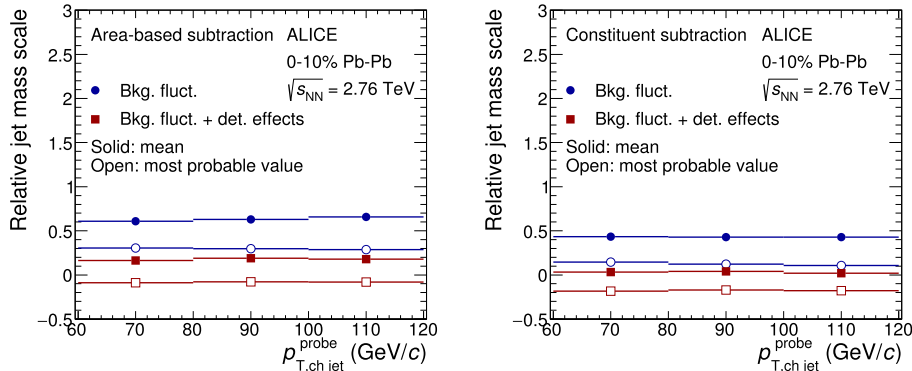 Relative jet mass scale
3
2.5
2
1.5
1
0.5
0
−0.5
Area-based subtraction ALICE
0-10% Pb-Pb
√sNN = 2.76 TeV
Bkg. fluct.
Bkg. fluct. + det. effects
Solid: mean
Open: most probable value
60 70 80 90 100 110 120
p probe T,ch jet (GeV/c)
Relative jet mass scale
3
2.5
2
1.5
1
0.5
0
−0.5
Constituent subtraction ALICE
0-10% Pb-Pb
√sNN = 2.76 TeV
Bkg. fluct.
Bkg. fluct. + det. effects
Solid: mean
Open: most probable value
60 70 80 90 100 110 120
p probe T,ch jet (GeV/c)